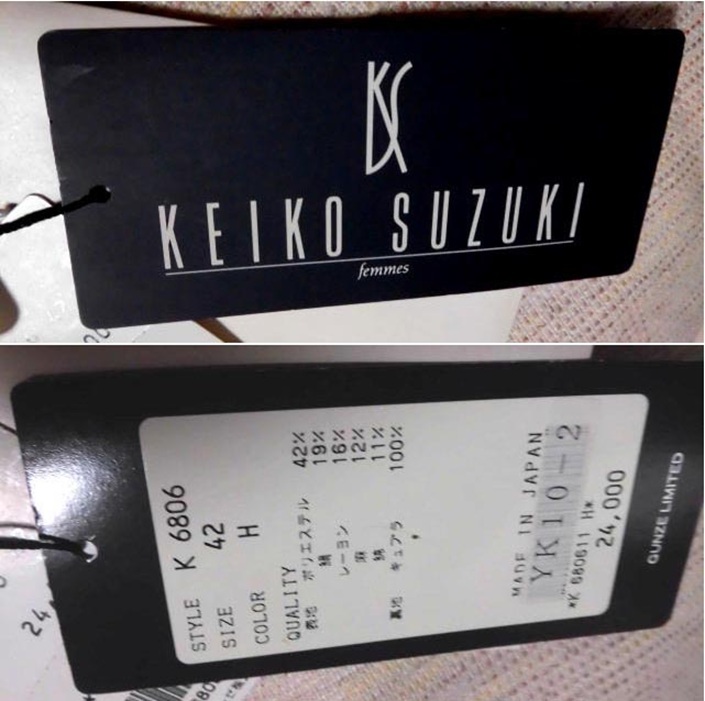 KS
KEIKO SUZUKI
femmes
STYLE K 6806
SIZE 42
COLOR H
QUALITY
表地 ポリエステル 42%
絹 19%
レーヨン 16%
麻 12%
綿 11%
裏地 キュプラ 100%
MADE IN JAPAN
YK10-2
*K 680611 H*
24,000
GUNZE LIMITED
24,